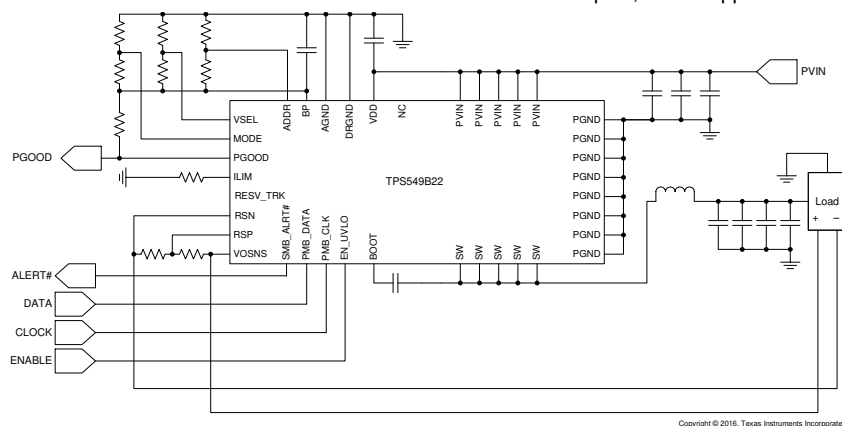 ADDR
BP
AGND
DRGND
VDD
NC
PVIN
PVIN
PVIN
PVIN
PVIN
PVIN
VSEL
MODE
PGOOD
ILIM
RESV_TRK
RSN
RSP
VOSNS
PGOOD
TPS549B22
PGND
PGND
PGND
PGND
PGND
PGND
PGND
PGND
Load
+ −
SMB_ALRT#
PMB_DATA
PMB_CLK
EN_UVLO
BOOT
SW
SW
SW
SW
SW
ALERT#
DATA
CLOCK
ENABLE
Copyright © 2016, Texas Instruments Incorporate